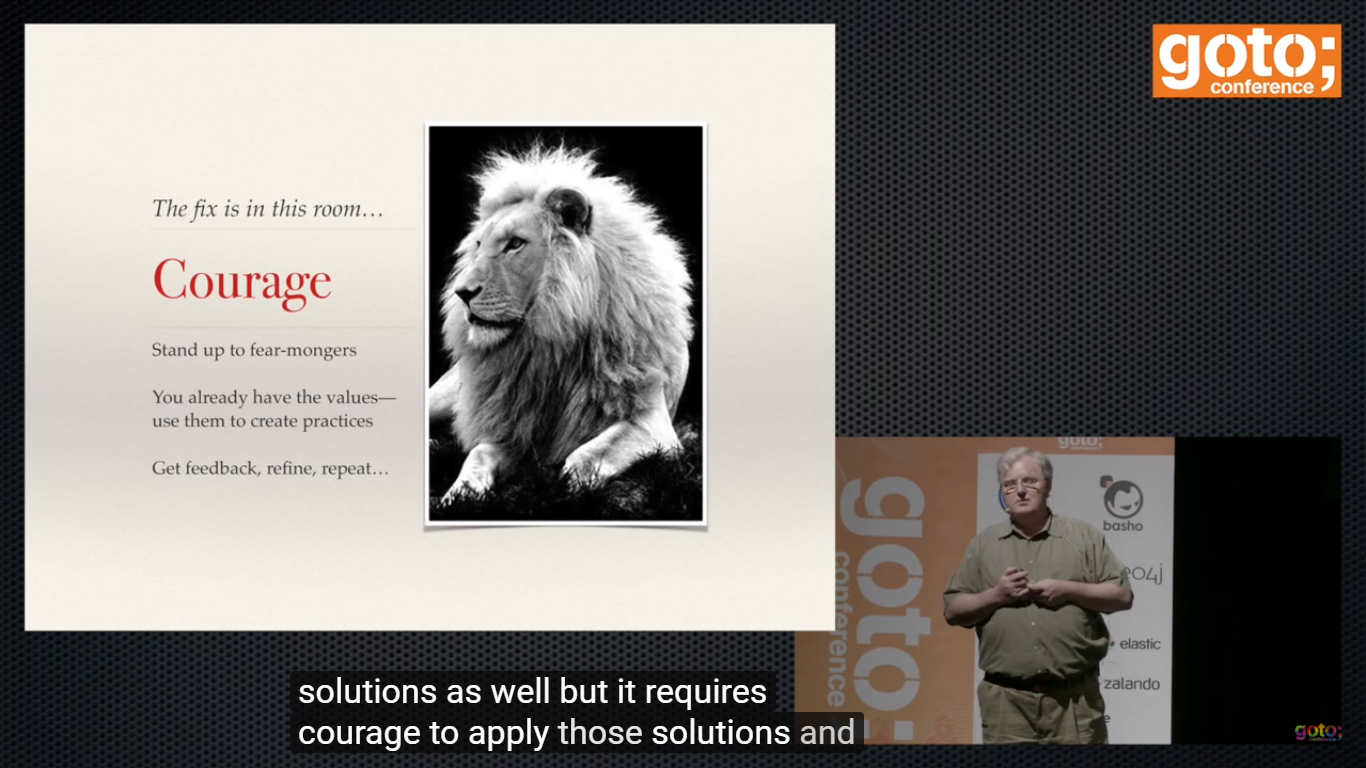 The fix is in this room…
Courage
Stand up to fear-mongers
You already have the values—
use them to create practices
Get feedback, refine, repeat…
goto;
conference
goto;
goto;
conference
basho
eo4j
elastic
zalando
e
solutions as well but it requires
courage to apply those solutions and
goto;
conference